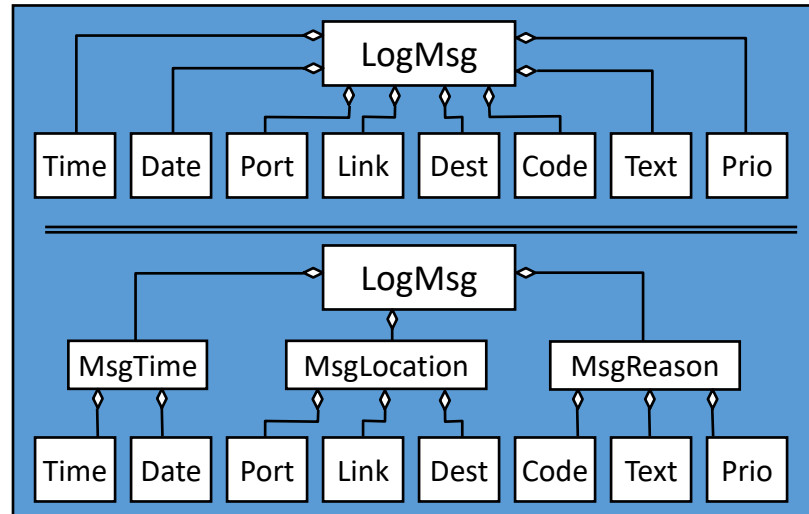 LogMsg
Time Date Port Link Dest Code Text Prio
LogMsg
MsgTime MsgLocation MsgReason
Time Date Port Link Dest Code Text Prio